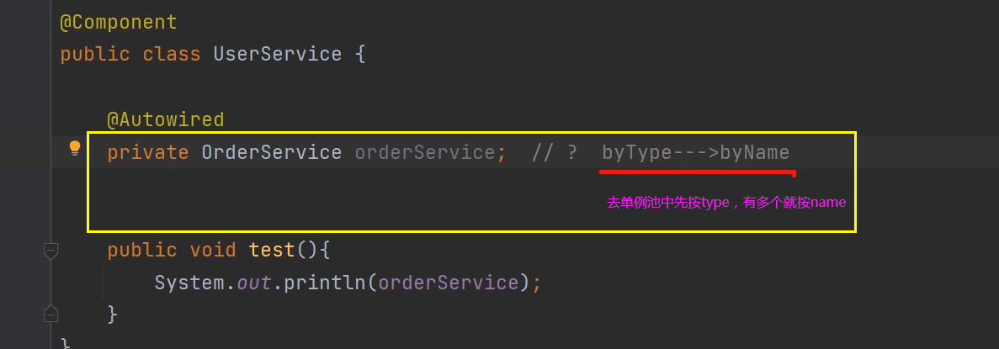 @Component
public class UserService {
@Autowired
private OrderService orderService; // ? byType--->byName
去单例池中先按type，有多个就按name
public void test(){
System.out.println(orderService);
}
}